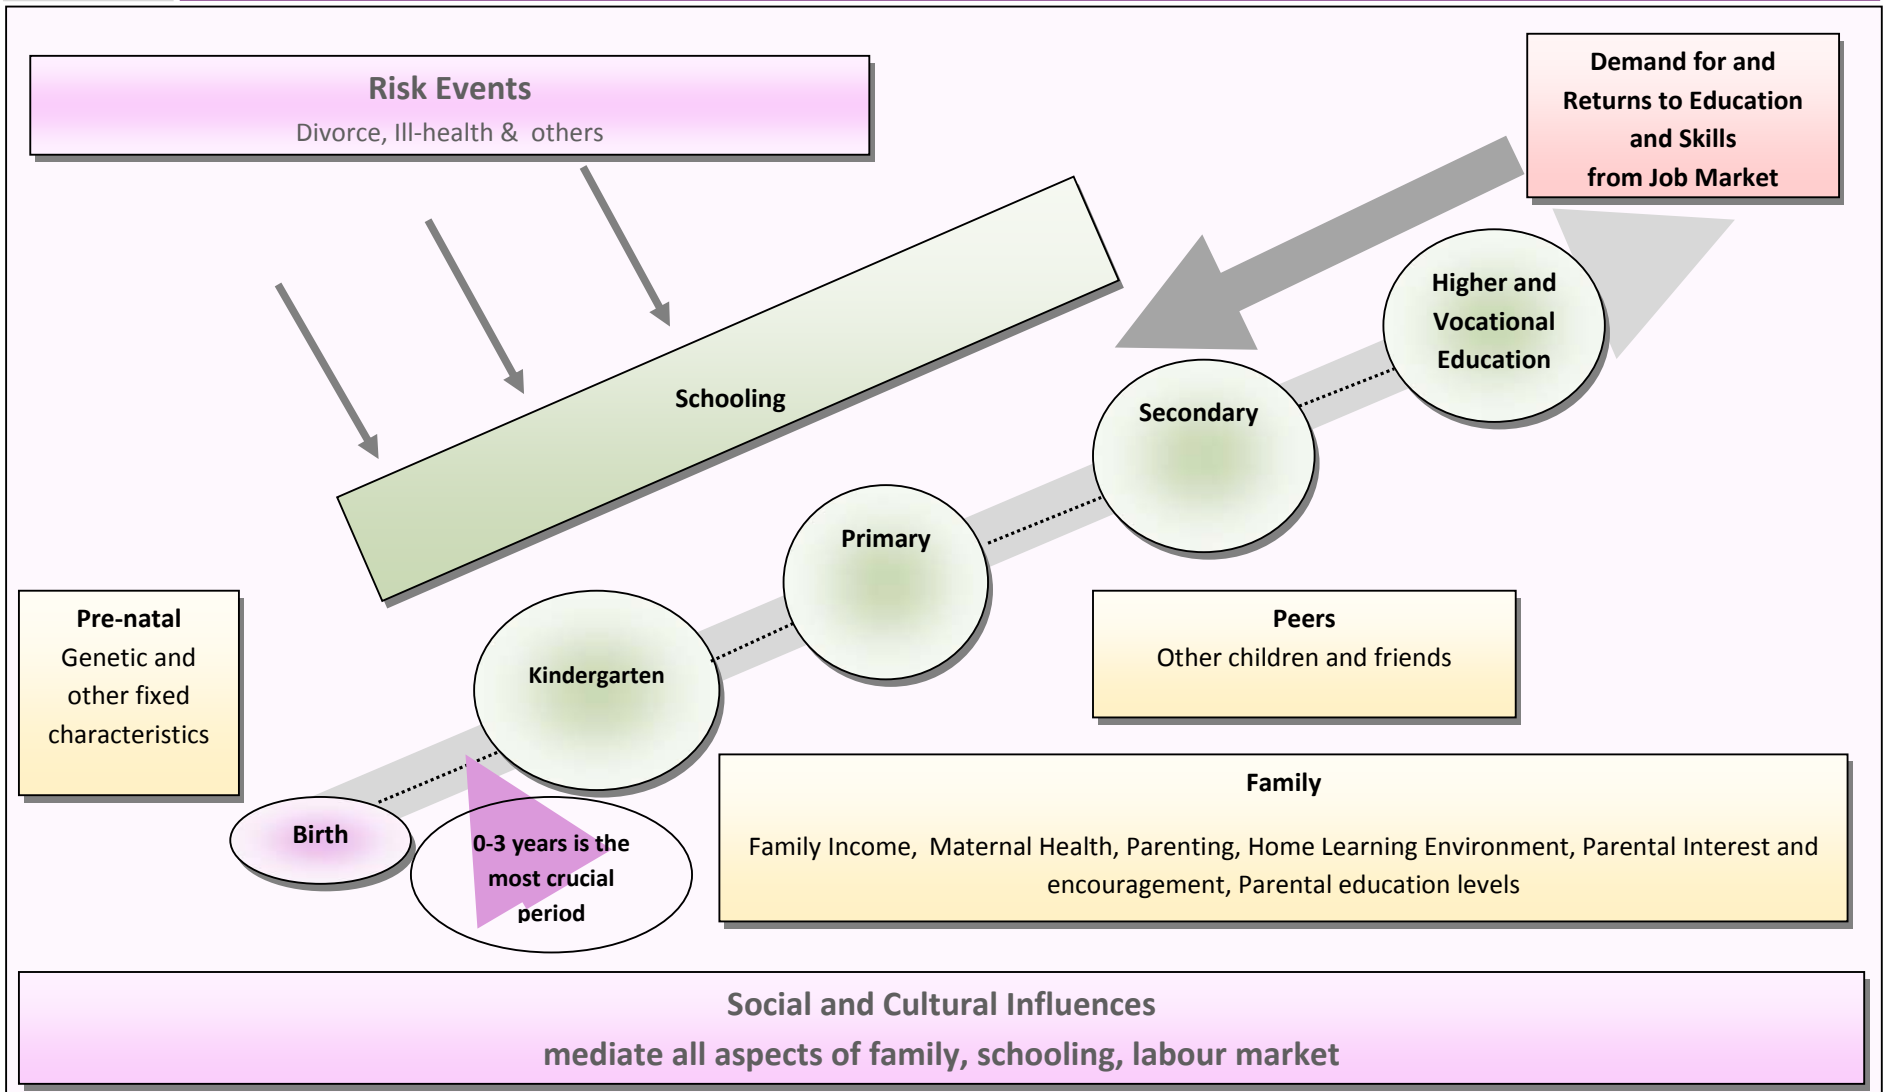 Risk Events
Divorce, Ill-health & others
Demand for and
Returns to Education
and Skills
from Job Market
Higher and
Vocational
Education
Schooling
Secondary
Primary
Pre-natal
Genetic and
other fixed
characteristics
Peers
Other children and friends
Kindergarten
Family
Family Income, Maternal Health, Parenting, Home Learning Environment, Parental Interest and
encouragement, Parental education levels
Birth
0-3 years is the
most crucial
period
Social and Cultural Influences
mediate all aspects of family, schooling, labour market